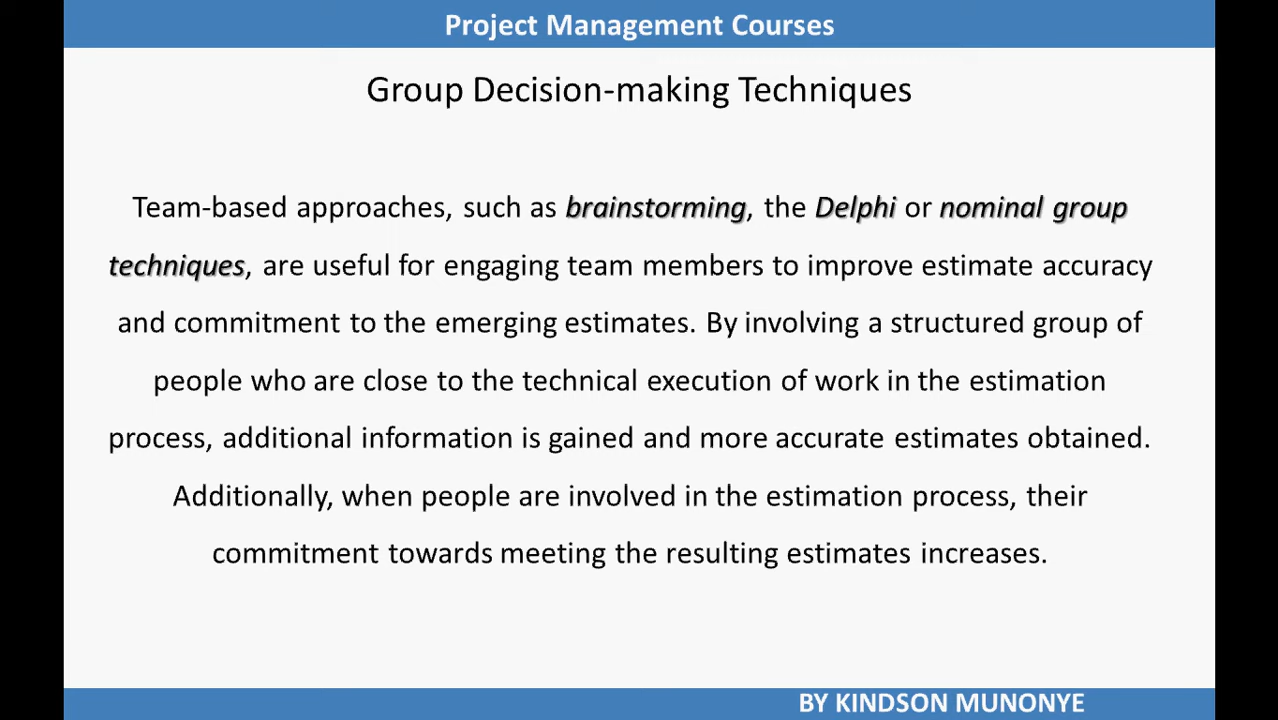 Project Management Courses
Group Decision-making Techniques
Team-based approaches, such as brainstorming, the Delphi or nominal group
techniques, are useful for engaging team members to improve estimate accuracy
and commitment to the emerging estimates. By involving a structured group of
people who are close to the technical execution of work in the estimation
process, additional information is gained and more accurate estimates obtained.
Additionally, when people are involved in the estimation process, their
commitment towards meeting the resulting estimates increases.
BY KINDSON MUNONYE